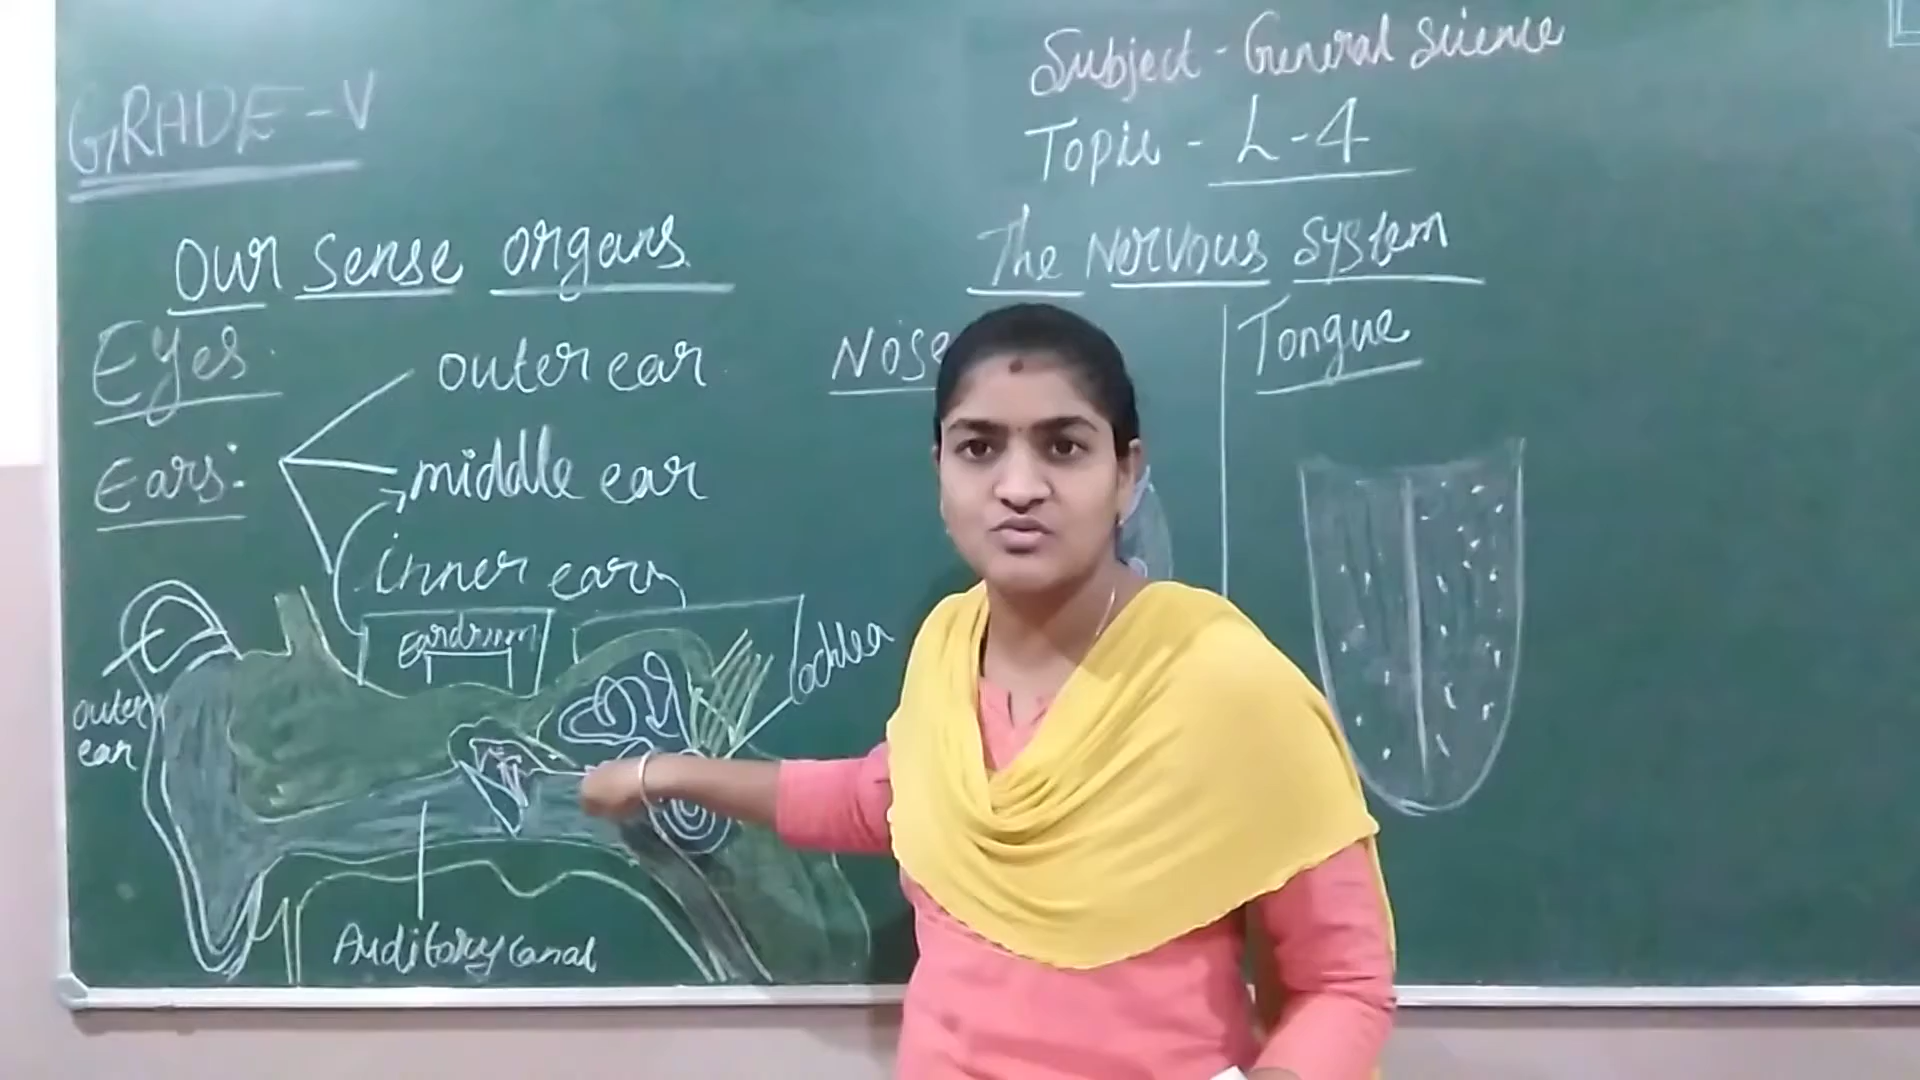 GRADE-V
Subject - General Science
Topic - L-4
Our Sense organs
The Nervous System
Eyes:
Ears:
outer ear
middle ear
inner ear
Eardrum
Cochlea
outer
ear
Auditory canal
Nose
Tongue